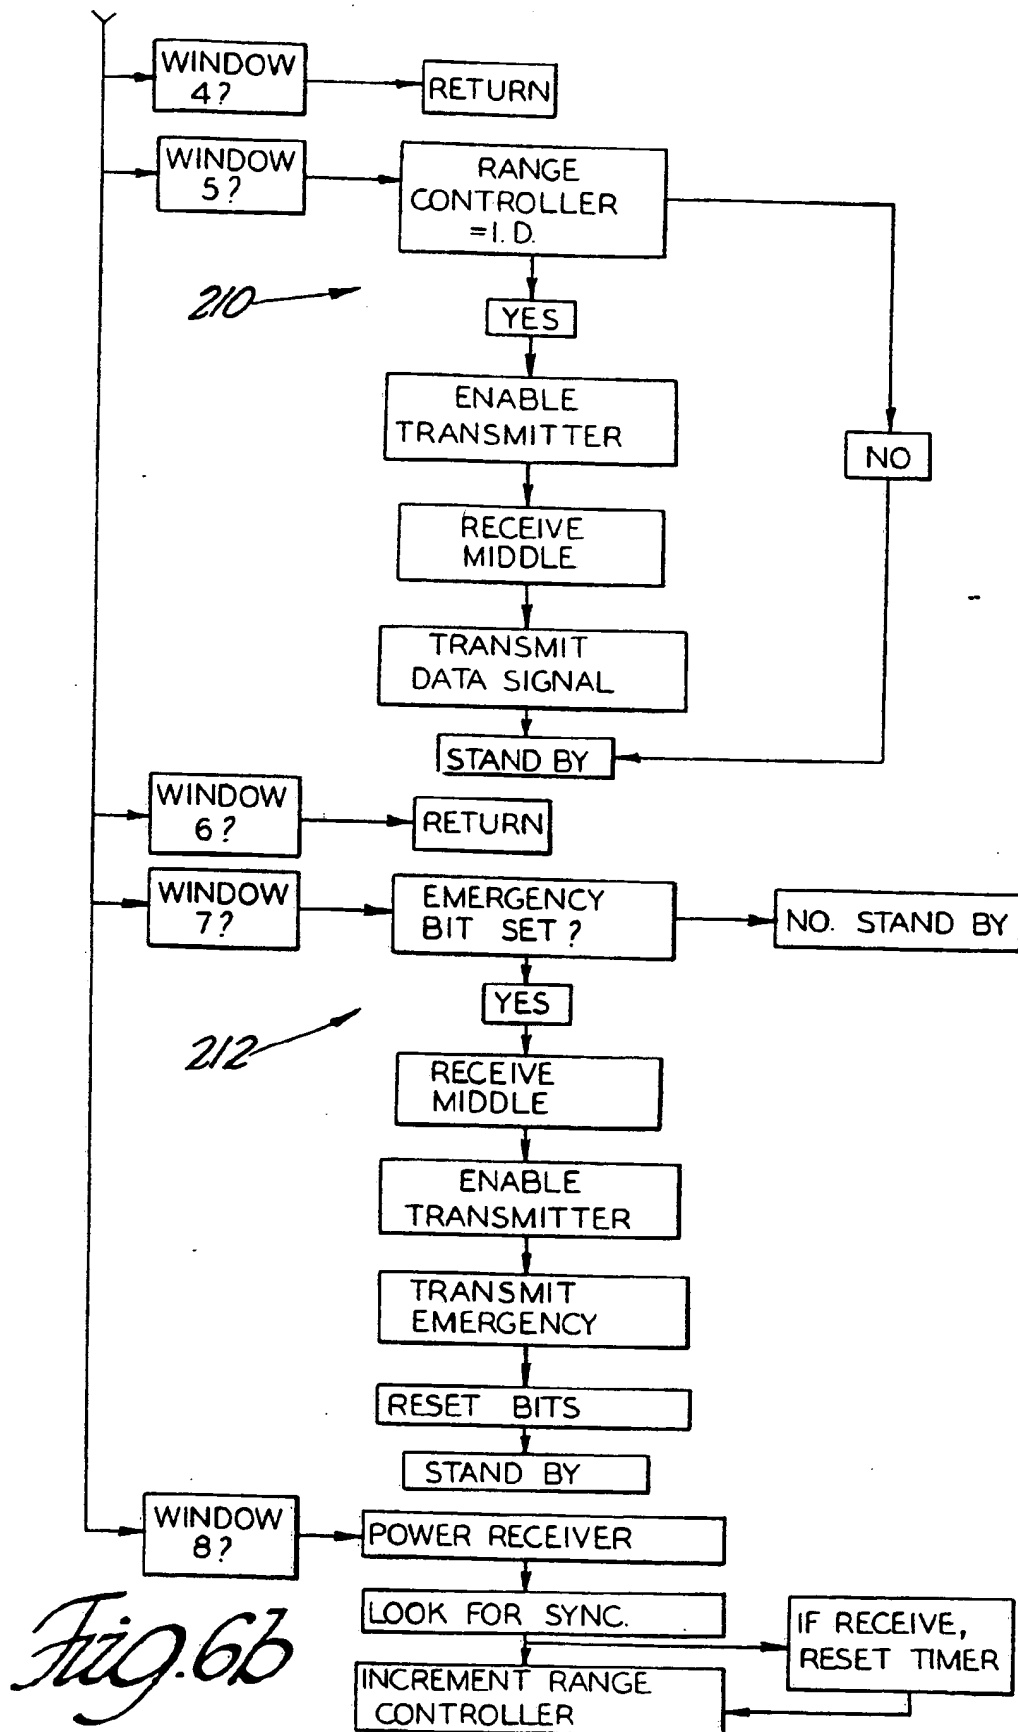 WINDOW
4?
RETURN
WINDOW
5?
RANGE
CONTROLLER
=I.D.
210
YES
ENABLE
TRANSMITTER
NO
RECEIVE
MIDDLE
TRANSMIT
DATA SIGNAL
STAND BY
WINDOW
6?
RETURN
WINDOW
7?
EMERGENCY
BIT SET?
NO. STAND BY
YES
212
RECEIVE
MIDDLE
ENABLE
TRANSMITTER
TRANSMIT
EMERGENCY
RESET BITS
STAND BY
WINDOW
8?
POWER RECEIVER
LOOK FOR SYNC.
IF RECEIVE,
RESET TIMER
INCREMENT RANGE
CONTROLLER
Fig.6b